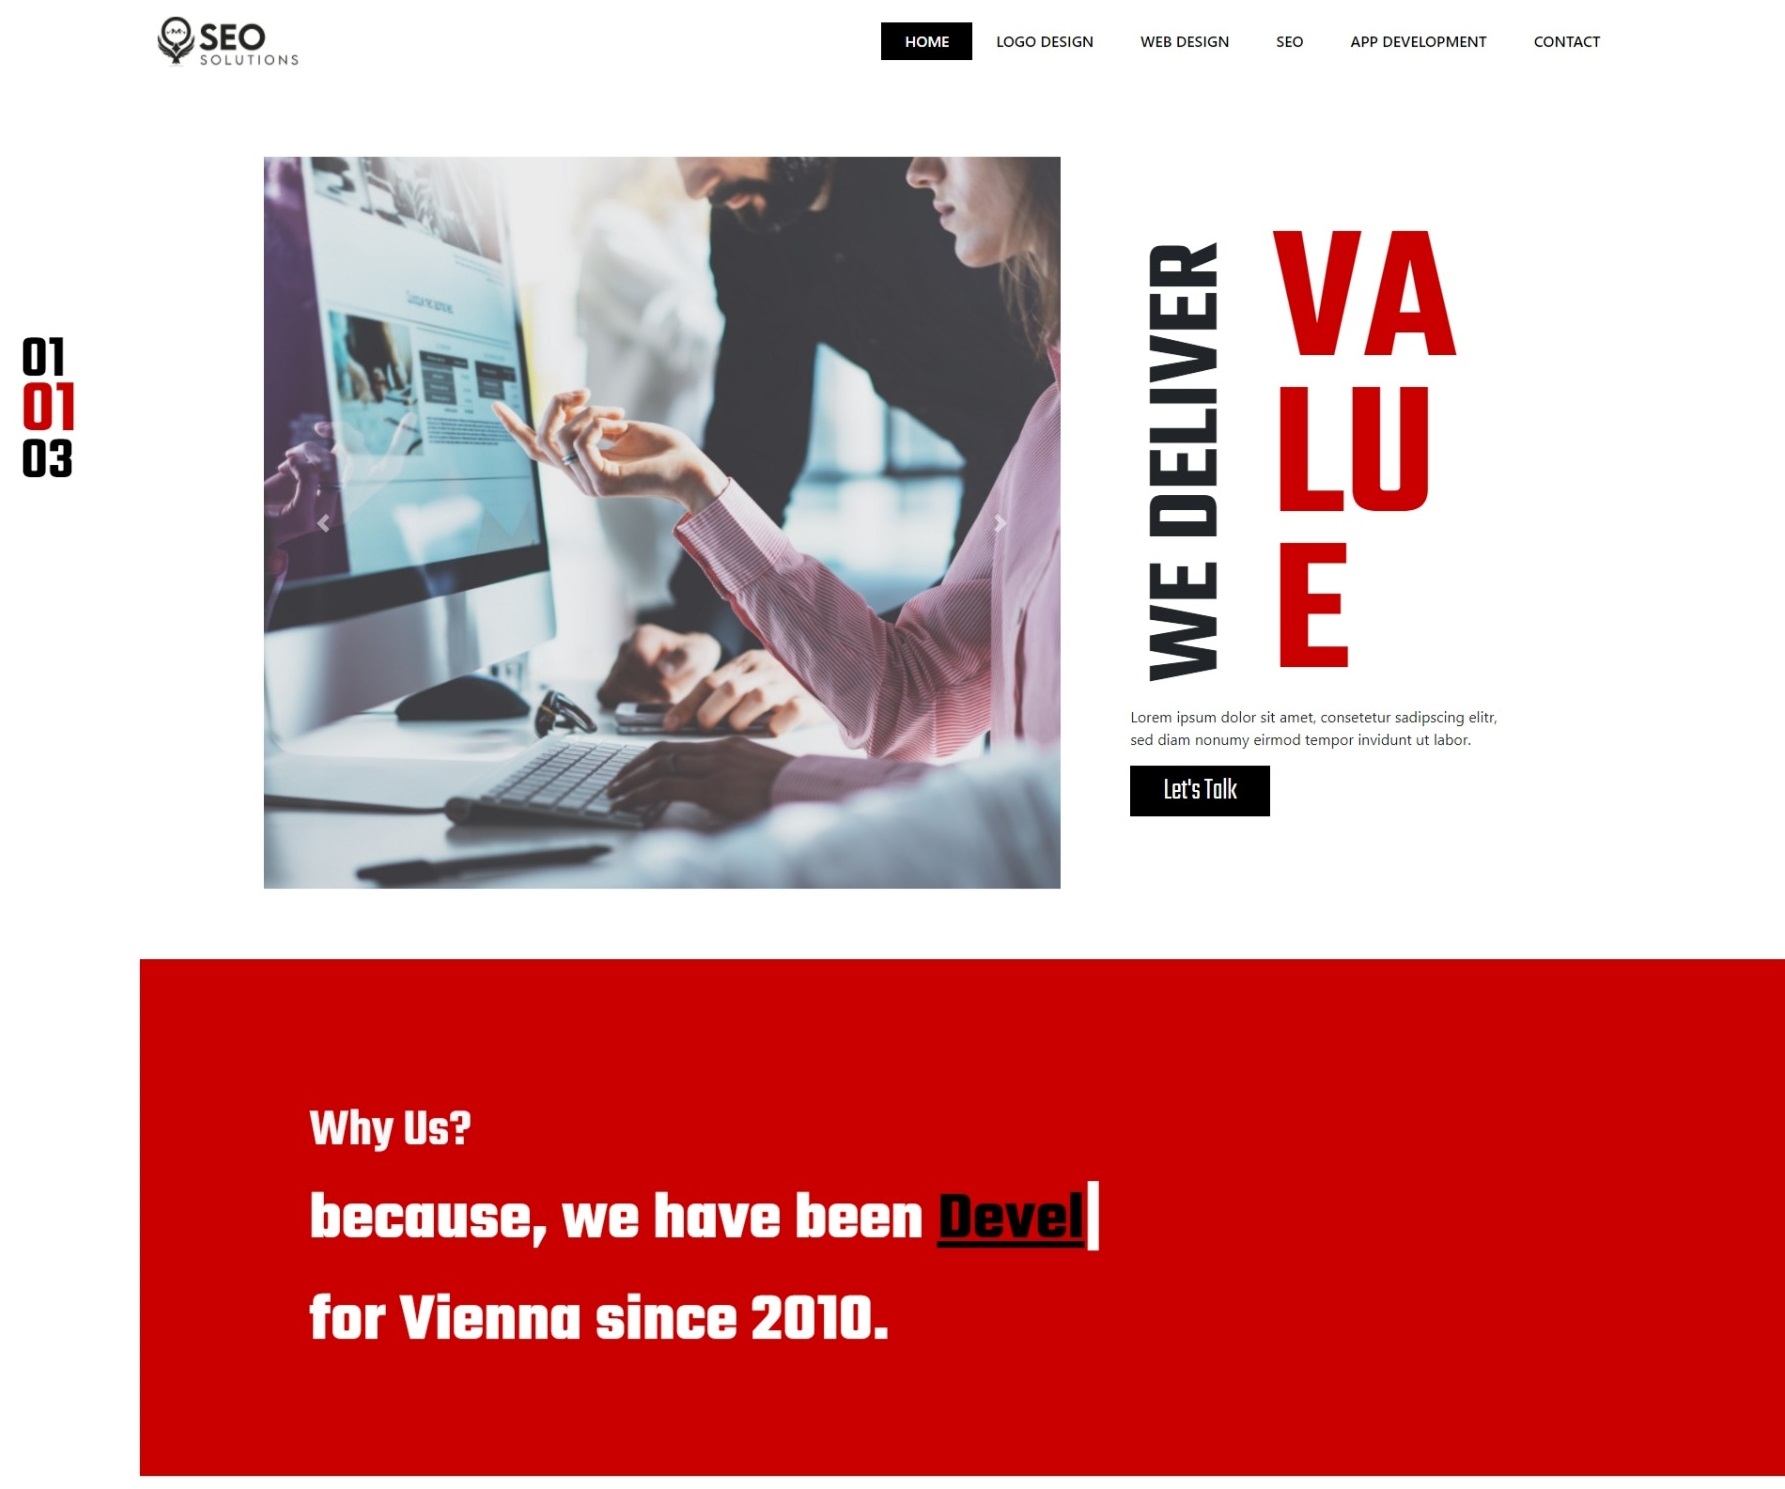 SEO
SOLUTIONS
HOME
LOGO DESIGN
WEB DESIGN
SEO
APP DEVELOPMENT
CONTACT
01
01
03
WE DELIVER
VA
LU
E
Lorem ipsum dolor sit amet, consetetur sadipscing elitr,
sed diam nonumy eirmod tempor invidunt ut labor.
Let's Talk
Why Us?
because, we have been Devel
for Vienna since 2010.